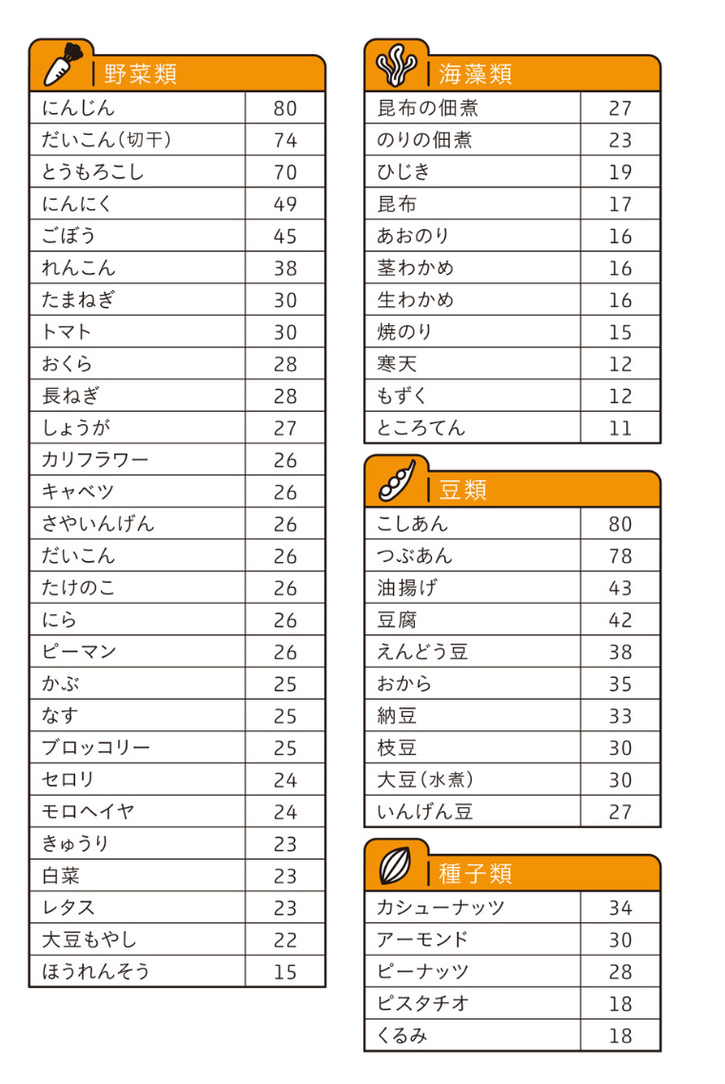 野菜類
にんじん 80
だいこん（切干） 74
とうもろこし 70
にんにく 49
ごぼう 45
れんこん 38
たまねぎ 30
トマト 30
おくら 28
長ねぎ 28
しょうが 27
カリフラワー 26
キャベツ 26
さやいんげん 26
だいこん 26
たけのこ 26
にら 26
ピーマン 26
かぶ 25
なす 25
ブロッコリー 25
セロリ 24
モロヘイヤ 24
きゅうり 23
白菜 23
レタス 23
大豆もやし 22
ほうれんそう 15
海藻類
昆布の佃煮 27
のりの佃煮 23
ひじき 19
昆布 17
あおのり 16
茎わかめ 16
生わかめ 16
焼のり 15
寒天 12
もずく 12
ところてん 11
豆類
こしあん 80
つぶあん 78
油揚げ 43
豆腐 42
えんどう豆 38
おから 35
納豆 33
枝豆 30
大豆（水煮） 30
いんげん豆 27
種子類
カシューナッツ 34
アーモンド 30
ピーナッツ 28
ピスタチオ 18
くるみ 18